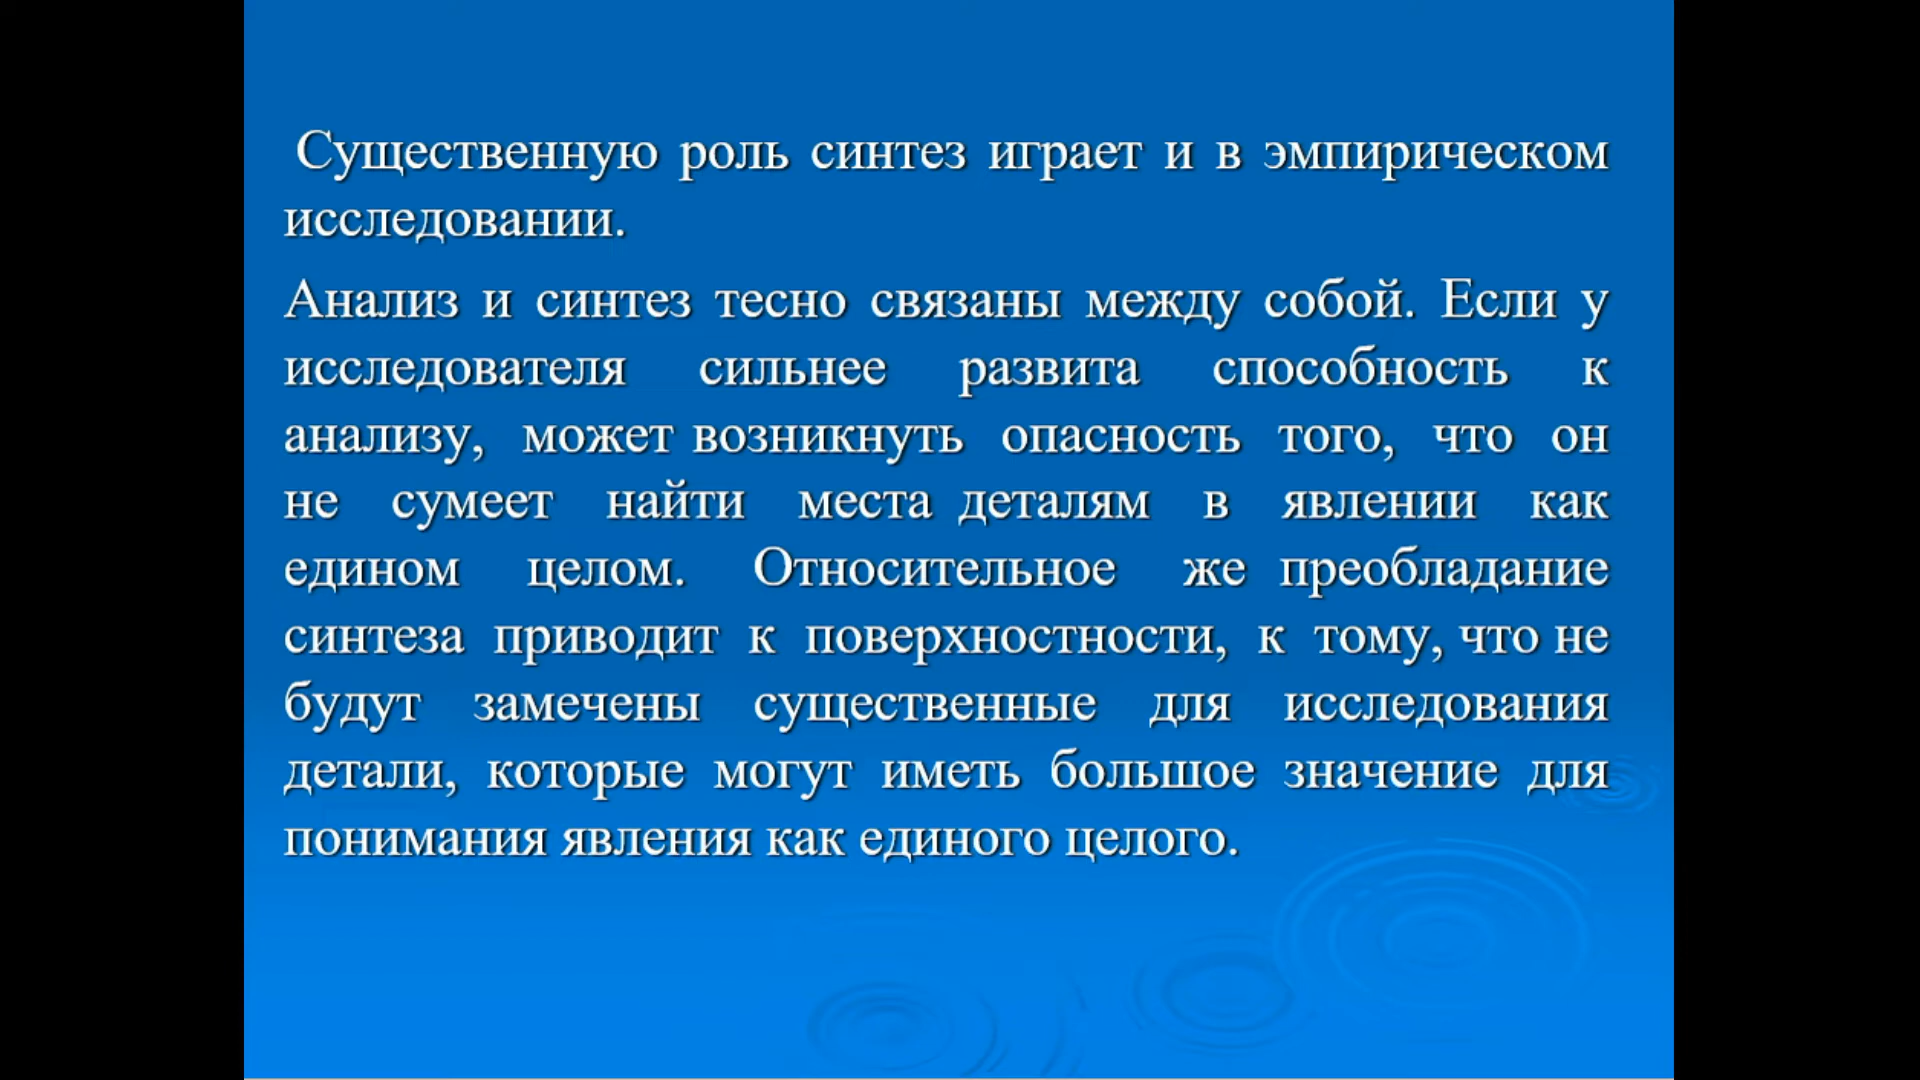 Существенную роль синтез играет и в эмпирическом
исследовании.
Анализ и синтез тесно связаны между собой. Если у
исследователя сильнее развита способность к
анализу, может возникнуть опасность того, что он
не сумеет найти места деталям в явлении как
едином целом. Относительное же преобладание
синтеза приводит к поверхностности, к тому, что не
будут замечены существенные для исследования
детали, которые могут иметь большое значение для
понимания явления как единого целого.